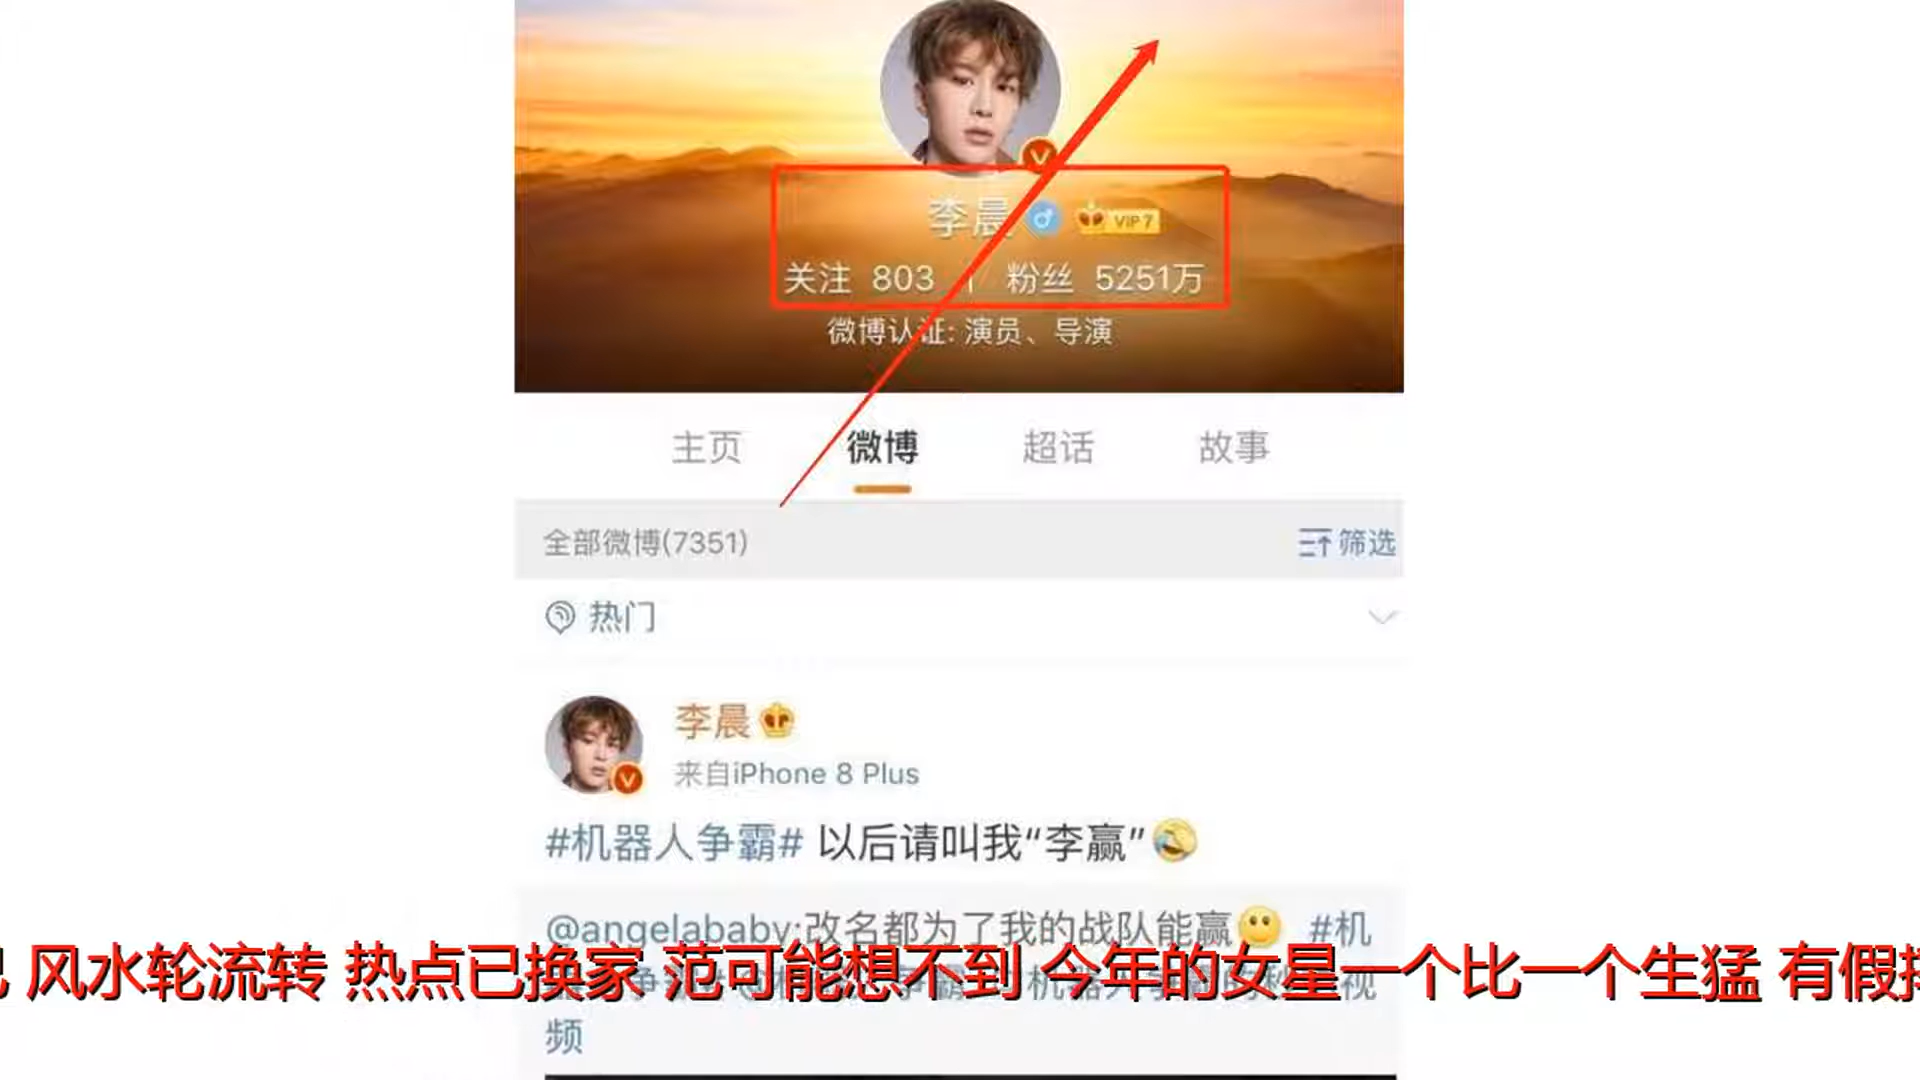 李晨 VIP 7
关注 803 | 粉丝 5251万
微博认证: 演员、导演
主页 微博 超话 故事
全部微博(7351) 筛选
热门
李晨
来自iPhone 8 Plus
#机器人争霸# 以后请叫我“李赢”
@angelababy:改名都为了我的战队能赢 #机
风水轮流转 热点已换家 范可能想不到 今年的女星一个比一个生猛 有假
视
频